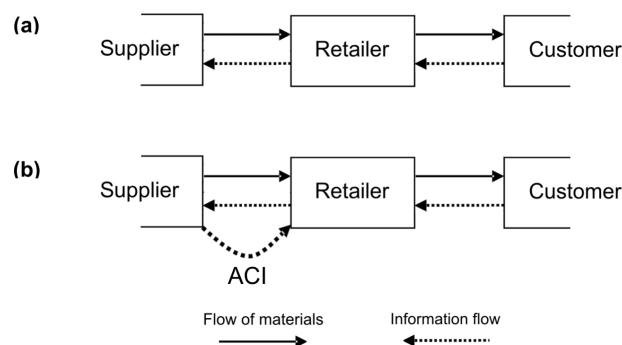 (a)
Supplier
Retailer
Customer
(b)
Supplier
Retailer
Customer
ACI
Flow of materials
Information flow